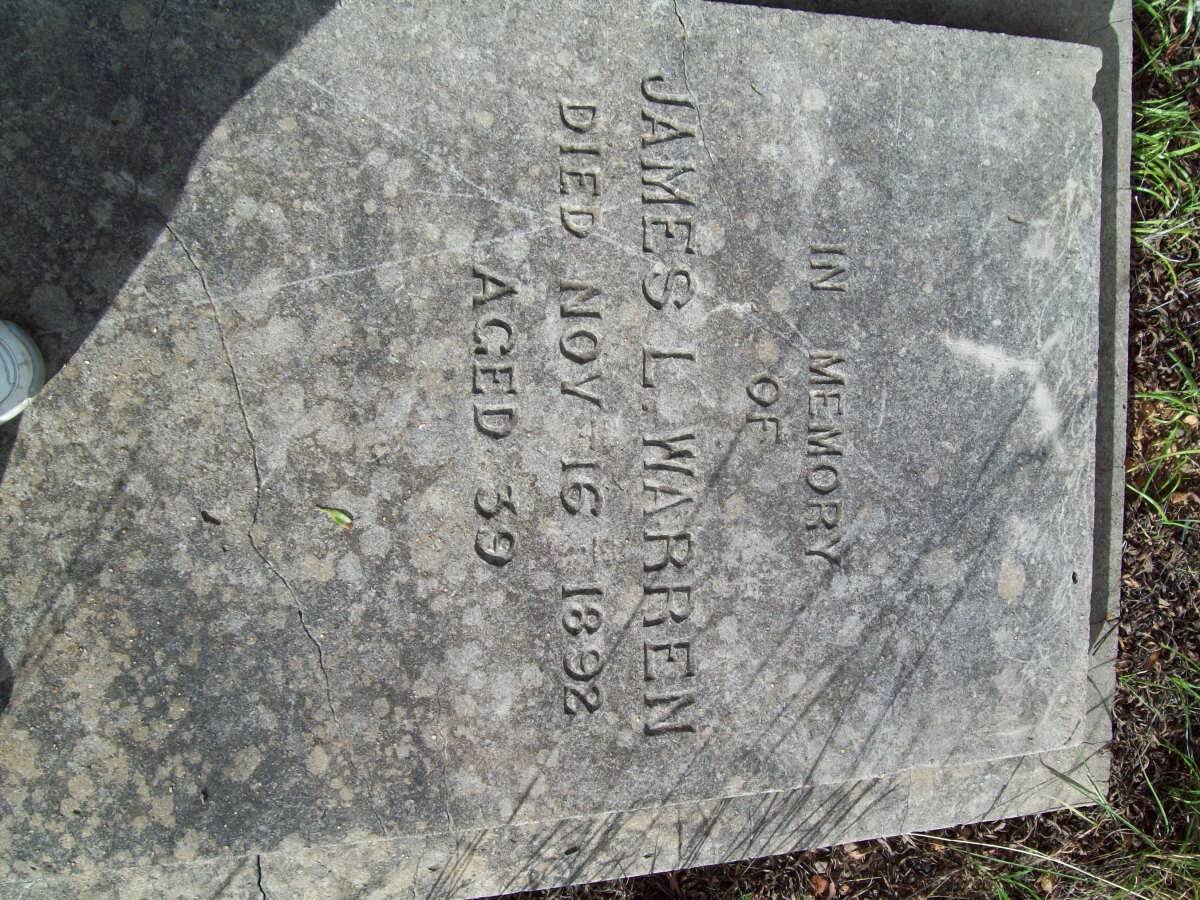 IN MEMORY
OF
JAMES L. WARREN
DIED NOV-16-1892
AGED 39